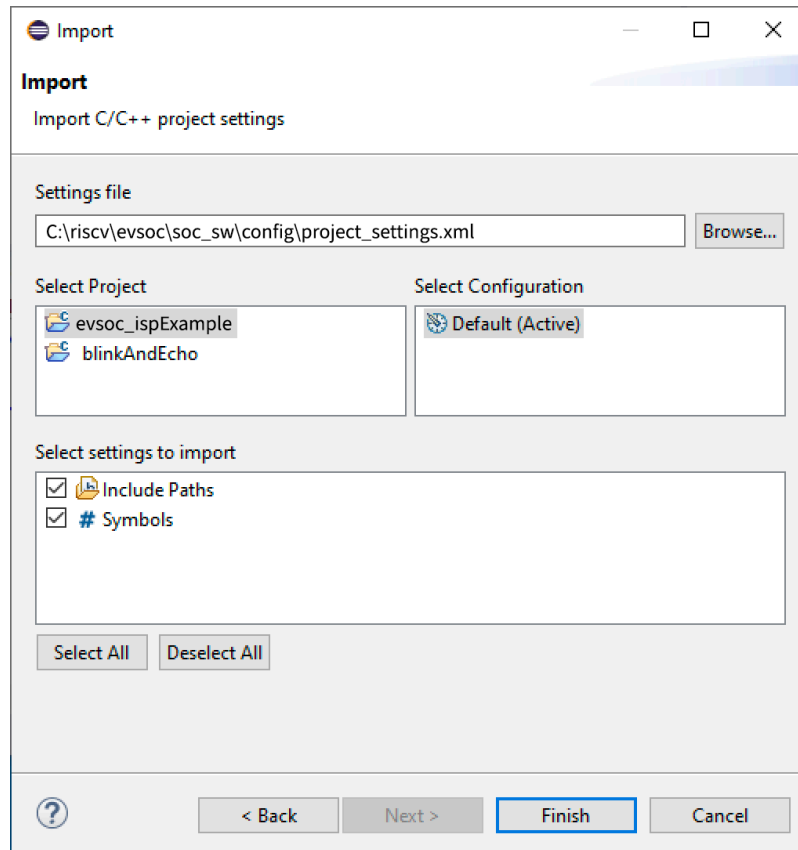 Import
Import
Import C/C++ project settings
Settings file
C:\riscv\evsoc\soc_sw\config\project_settings.xml
Browse...
Select Project
Select Configuration
evsoc_ispExample
Default (Active)
blinkAndEcho
Select settings to import
Include Paths
# Symbols
Select All
Deselect All
< Back
Next >
Finish
Cancel